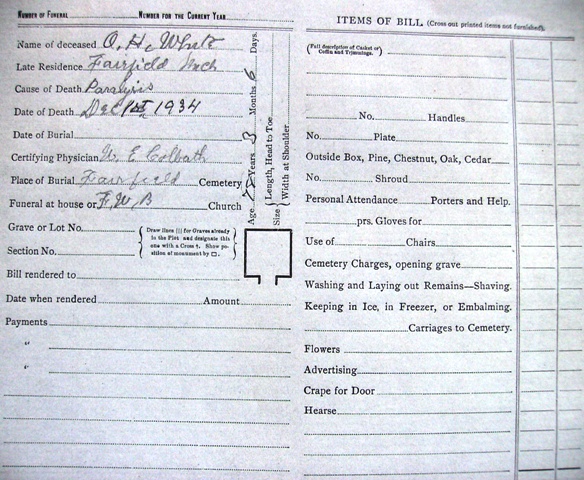 NUMBER OF FUNERAL NUMBER FOR THE CURRENT YEAR
Name of deceased O. H. White
Late Residence Fairfield
Cause of Death Paralysis
Date of Death Dec 1st 1934
Date of Burial
Certifying Physician W. E. Colbath
Place of Burial Fairfield Cemetery
Funeral at house or F. W. B Church
Age Years 3 Months 6 Days.
Size { Length, Head to Toe
Width at Shoulder
Grave or Lot No.
Section No.
{ Draw lines ||| for Graves already
in the Plot and designate this
one with a Cross †. Show po-
sition of monument by □. }
Bill rendered to
Date when rendered Amount
Payments
"
"
ITEMS OF BILL (Cross out printed items not furnished).
(Full description of Casket or
Coffin and Trimmings.)
No. Handles
No. Plate
Outside Box, Pine, Chestnut, Oak, Cedar
No. Shroud
Personal Attendance Porters and Help.
prs. Gloves for
Use of Chairs
Cemetery Charges, opening grave
Washing and Laying out Remains—Shaving.
Keeping in Ice, in Freezer, or Embalming.
Carriages to Cemetery.
Flowers
Advertising
Crape for Door
Hearse